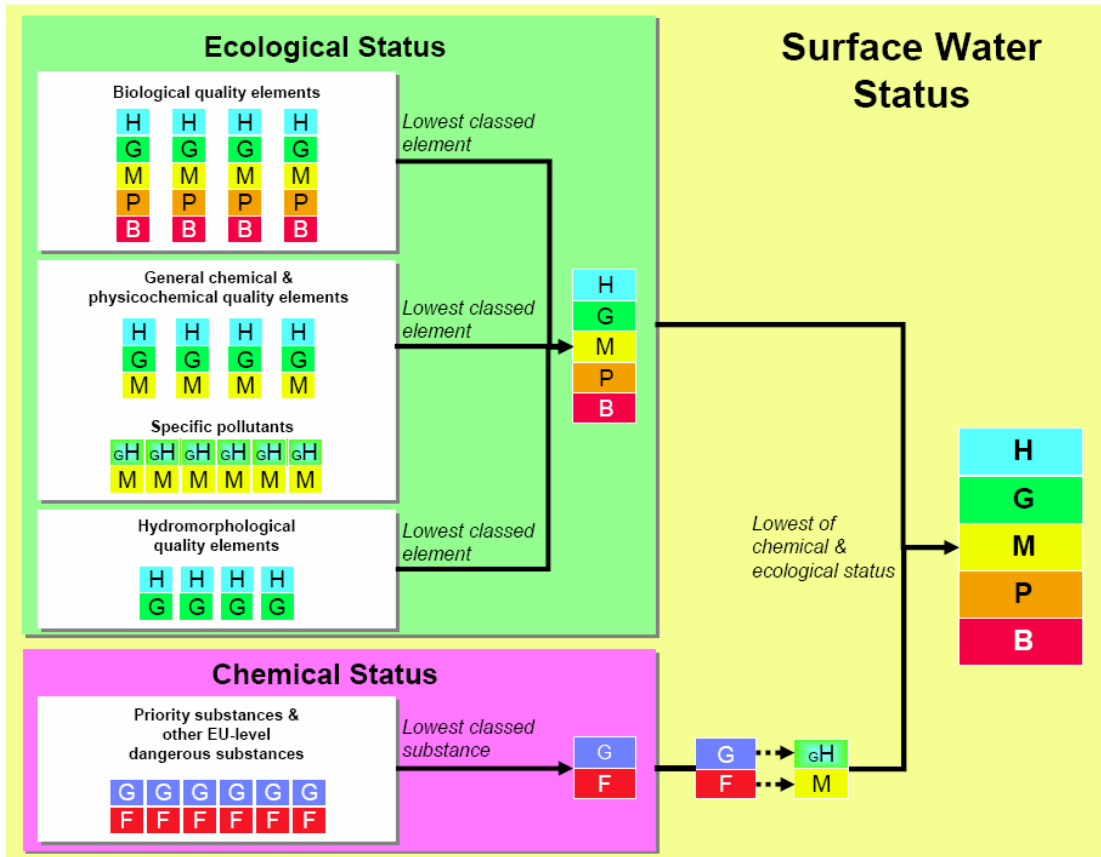 Surface Water
Status
Ecological Status
Biological quality elements
H H H H
G G G G
M M M M
P P P P
B B B B
Lowest classed
element
General chemical &
physicochemical quality elements
H H H H
G G G G
M M M M
Lowest classed
element
Specific pollutants
GH GH GH GH GH GH
M M M M M M
Hydromorphological
quality elements
H H H H
G G G G
Lowest classed
element
H
G
M
P
B
Chemical Status
Priority substances &
other EU-level
dangerous substances
G G G G G G
F F F F F F
Lowest classed
substance
G
F
G
F
GH
M
Lowest of
chemical &
ecological status
H
G
M
P
B